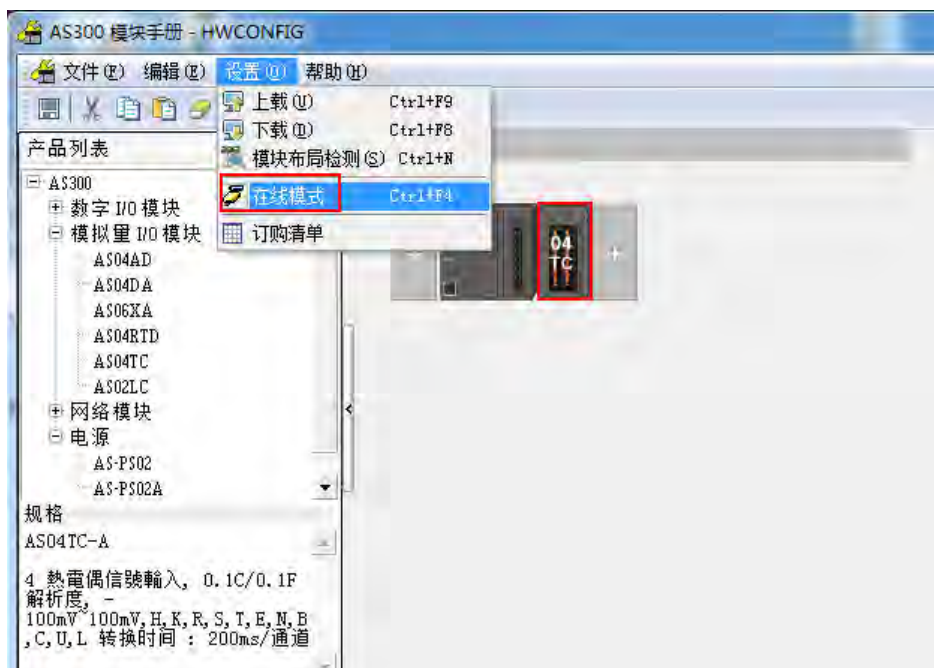 AS300 模块手册 - HWCONFIG
文件(F) 编辑(E) 设置(O) 帮助(H)
上载(U) Ctrl+F9
下载(D) Ctrl+F8
模块布局检测(S) Ctrl+N
在线模式 Ctrl+F4
订购清单
产品列表
AS300
数字 I/O 模块
模拟量 I/O 模块
AS04AD
AS04DA
AS06XA
AS04RTD
AS04TC
AS02LC
网络模块
电源
AS-PS02
AS-PS02A
04
TC
规格
AS04TC-A
4 熱電偶信號輸入, 0.1C/0.1F
解析度, -
100mV~100mV,H,K,R,S,T,E,N,B
,C,U,L 转换时间 : 200ms/通道